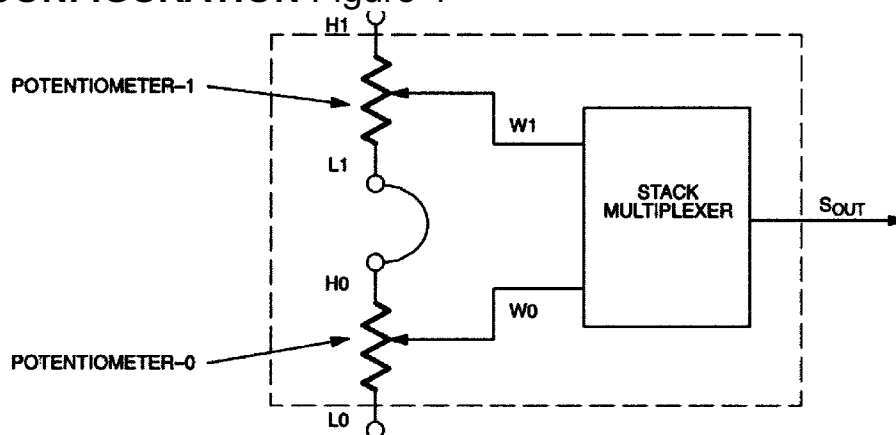 CONFIGURATION Figure 4
H1
POTENTIOMETER–1
W1
L1
STACK
MULTIPLEXER
SOUT
H0
W0
POTENTIOMETER–0
L0